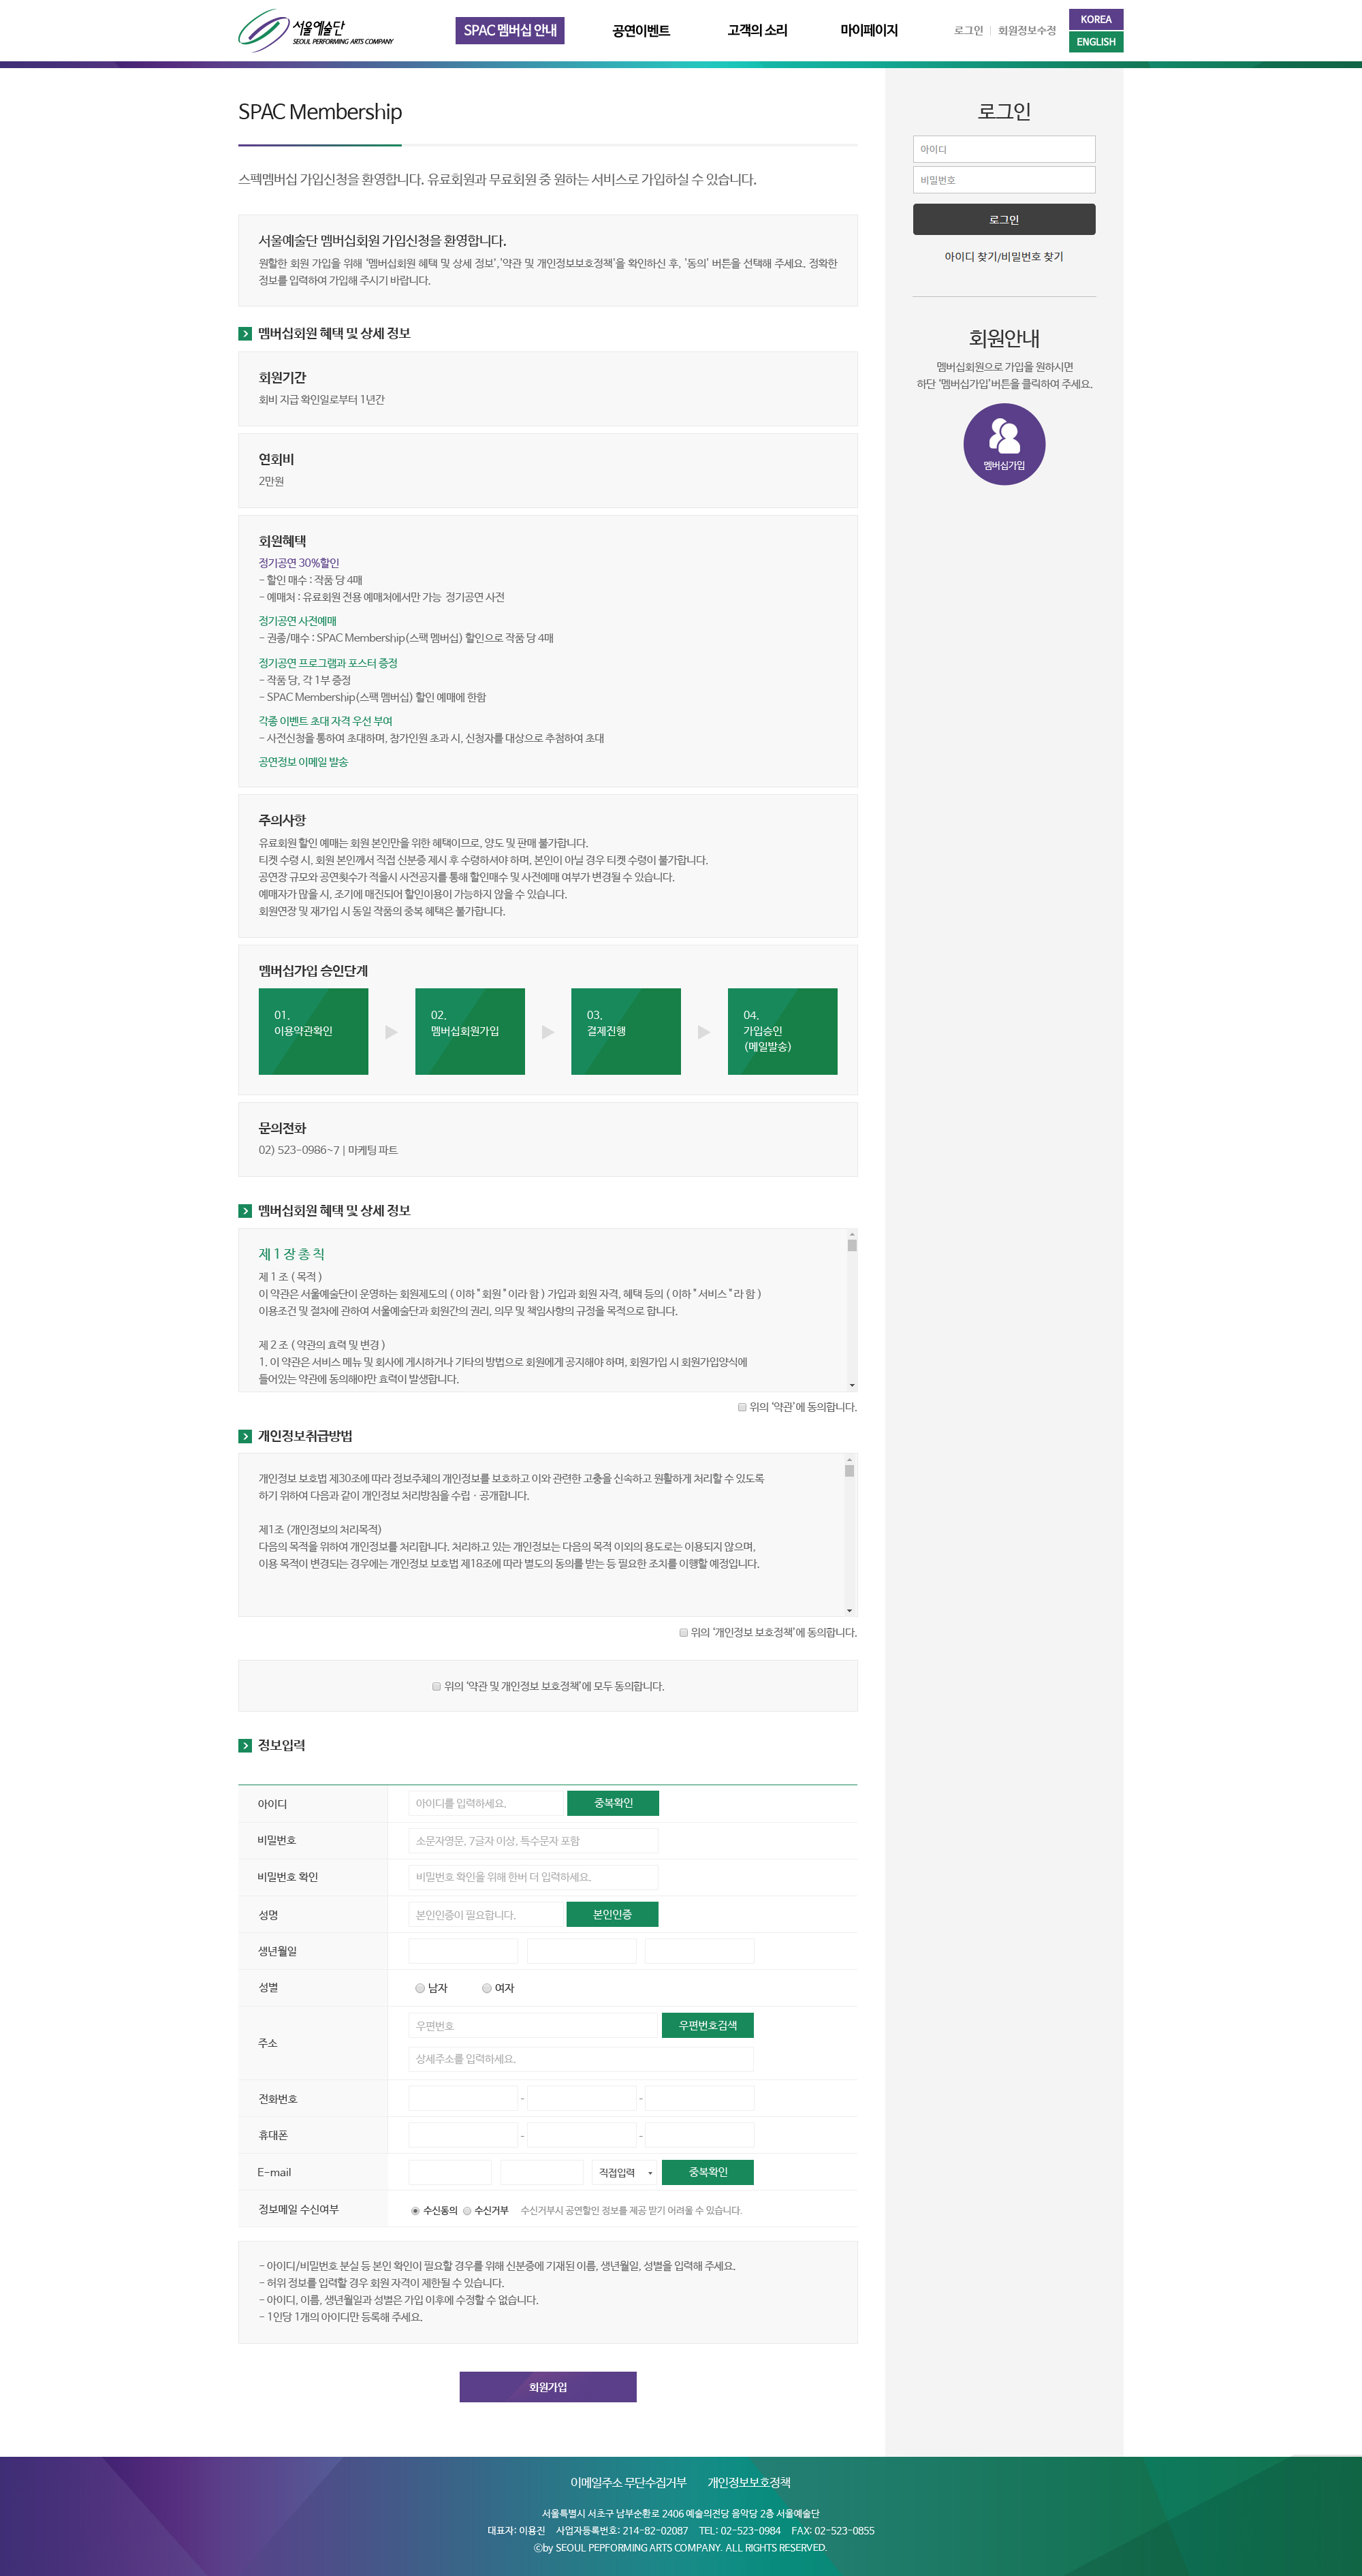 서울예술단
SEOUL PERFORMING ARTS COMPANY
SPAC 멤버십 안내
공연이벤트
고객의 소리
마이페이지
로그인
회원정보수정
KOREA
ENGLISH
SPAC Membership
스펙멤버십 가입신청을 환영합니다. 유료회원과 무료회원 중 원하는 서비스로 가입하실 수 있습니다.
서울예술단 멤버십회원 가입신청을 환영합니다.
원할한 회원 가입을 위해 '멤버십회원 혜택 및 상세 정보','약관 및 개인정보보호정책'을 확인하신 후, '동의' 버튼을 선택해 주세요. 정확한
정보를 입력하여 가입해 주시기 바랍니다.
멤버십회원 혜택 및 상세 정보
회원기간
회비 지급 확인일로부터 1년간
연회비
2만원
회원혜택
정기공연 30%할인
- 할인 매수 : 작품 당 4매
- 예매처 : 유료회원 전용 예매처에서만 가능 정기공연 사전
정기공연 사전예매
- 권종/매수 : SPAC Membership(스팩 멤버십) 할인으로 작품 당 4매
정기공연 프로그램과 포스터 증정
- 작품 당, 각 1부 증정
- SPAC Membership(스팩 멤버십) 할인 예매에 한함
각종 이벤트 초대 자격 우선 부여
- 사전신청을 통하여 초대하며, 참가인원 초과 시, 신청자를 대상으로 추첨하여 초대
공연정보 이메일 발송
주의사항
유료회원 할인 예매는 회원 본인만을 위한 혜택이므로, 양도 및 판매 불가합니다.
티켓 수령 시, 회원 본인께서 직접 신분증 제시 후 수령하셔야 하며, 본인이 아닐 경우 티켓 수령이 불가합니다.
공연장 규모와 공연횟수가 적을시 사전공지를 통해 할인매수 및 사전예매 여부가 변경될 수 있습니다.
예매자가 많을 시, 조기에 매진되어 할인이용이 가능하지 않을 수 있습니다.
회원연장 및 재가입 시 동일 작품의 중복 혜택은 불가합니다.
멤버십가입 승인단계
01.
이용약관확인
02.
멤버십회원가입
03.
결제진행
04.
가입승인
(메일발송)
문의전화
02) 523-0986~7 | 마케팅 파트
멤버십회원 혜택 및 상세 정보
제 1 장 총 칙
제 1 조 ( 목적 )
이 약관은 서울예술단이 운영하는 회원제도의 ( 이하 " 회원 " 이라 함 ) 가입과 회원 자격, 혜택 등의 ( 이하 " 서비스 " 라 함 )
이용조건 및 절차에 관하여 서울예술단과 회원간의 권리, 의무 및 책임사항의 규정을 목적으로 합니다.
제 2 조 ( 약관의 효력 및 변경 )
1. 이 약관은 서비스 메뉴 및 회사에 게시하거나 기타의 방법으로 회원에게 공지해야 하며, 회원가입 시 회원가입양식에
들어있는 약관에 동의해야만 효력이 발생합니다.
위의 '약관'에 동의합니다.
개인정보취급방법
개인정보 보호법 제30조에 따라 정보주체의 개인정보를 보호하고 이와 관련한 고충을 신속하고 원활하게 처리할 수 있도록
하기 위하여 다음과 같이 개인정보 처리방침을 수립 · 공개합니다.
제1조 (개인정보의 처리목적)
다음의 목적을 위하여 개인정보를 처리합니다. 처리하고 있는 개인정보는 다음의 목적 이외의 용도로는 이용되지 않으며,
이용 목적이 변경되는 경우에는 개인정보 보호법 제18조에 따라 별도의 동의를 받는 등 필요한 조치를 이행할 예정입니다.
위의 '개인정보 보호정책'에 동의합니다.
위의 '약관 및 개인정보 보호정책'에 모두 동의합니다.
정보입력
아이디
아이디를 입력하세요.
중복확인
비밀번호
소문자영문, 7글자 이상, 특수문자 포함
비밀번호 확인
비밀번호 확인을 위해 한버 더 입력하세요.
성명
본인인증이 필요합니다.
본인인증
생년월일
성별
남자
여자
주소
우편번호
우편번호검색
상세주소를 입력하세요.
전화번호
- -
휴대폰
- -
E-mail
직접입력
중복확인
정보메일 수신여부
수신동의
수신거부
수신거부시 공연할인 정보를 제공 받기 어려울 수 있습니다.
- 아이디/비밀번호 분실 등 본인 확인이 필요할 경우를 위해 신분증에 기재된 이름, 생년월일, 성별을 입력해 주세요.
- 허위 정보를 입력할 경우 회원 자격이 제한될 수 있습니다.
- 아이디, 이름, 생년월일과 성별은 가입 이후에 수정할 수 없습니다.
- 1인당 1개의 아이디만 등록해 주세요.
회원가입
로그인
아이디
비밀번호
로그인
아이디 찾기/비밀번호 찾기
회원안내
멤버십회원으로 가입을 원하시면
하단 '멤버십가입'버튼을 클릭하여 주세요.
멤버십가입
이메일주소 무단수집거부
개인정보보호정책
서울특별시 서초구 남부순환로 2406 예술의전당 음악당 2층 서울예술단
대표자: 이용진 사업자등록번호: 214-82-02087 TEL: 02-523-0984 FAX: 02-523-0855
©by SEOUL PEPFORMING ARTS COMPANY. ALL RIGHTS RESERVED.